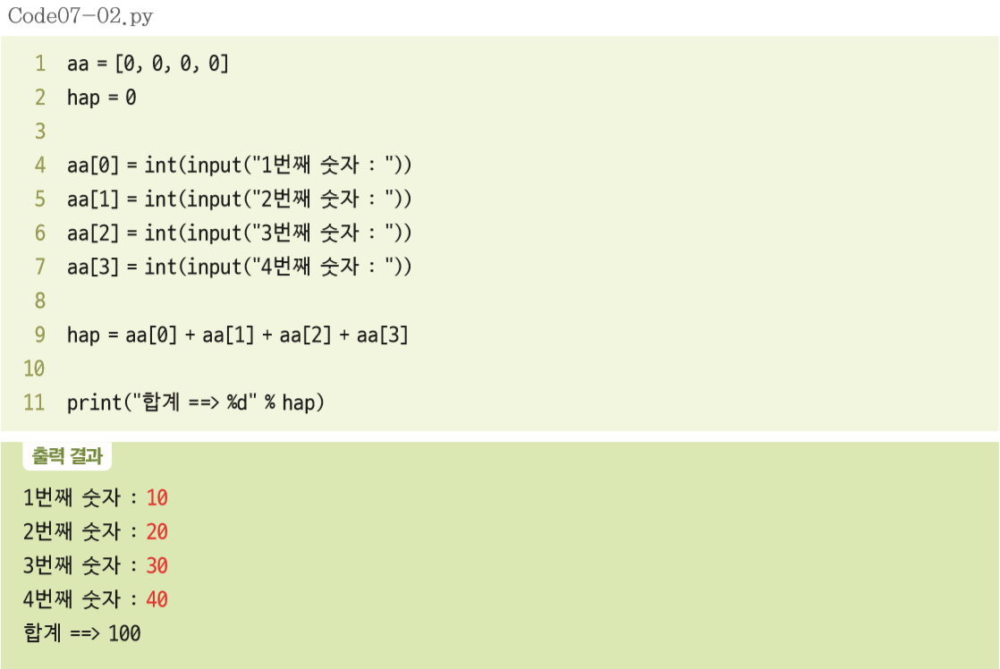 Code07-02.py
1 aa = [0, 0, 0, 0]
2 hap = 0
3
4 aa[0] = int(input("1번째 숫자 : "))
5 aa[1] = int(input("2번째 숫자 : "))
6 aa[2] = int(input("3번째 숫자 : "))
7 aa[3] = int(input("4번째 숫자 : "))
8
9 hap = aa[0] + aa[1] + aa[2] + aa[3]
10
11 print("합계 ==> %d" % hap)
출력 결과
1번째 숫자 : 10
2번째 숫자 : 20
3번째 숫자 : 30
4번째 숫자 : 40
합계 ==> 100